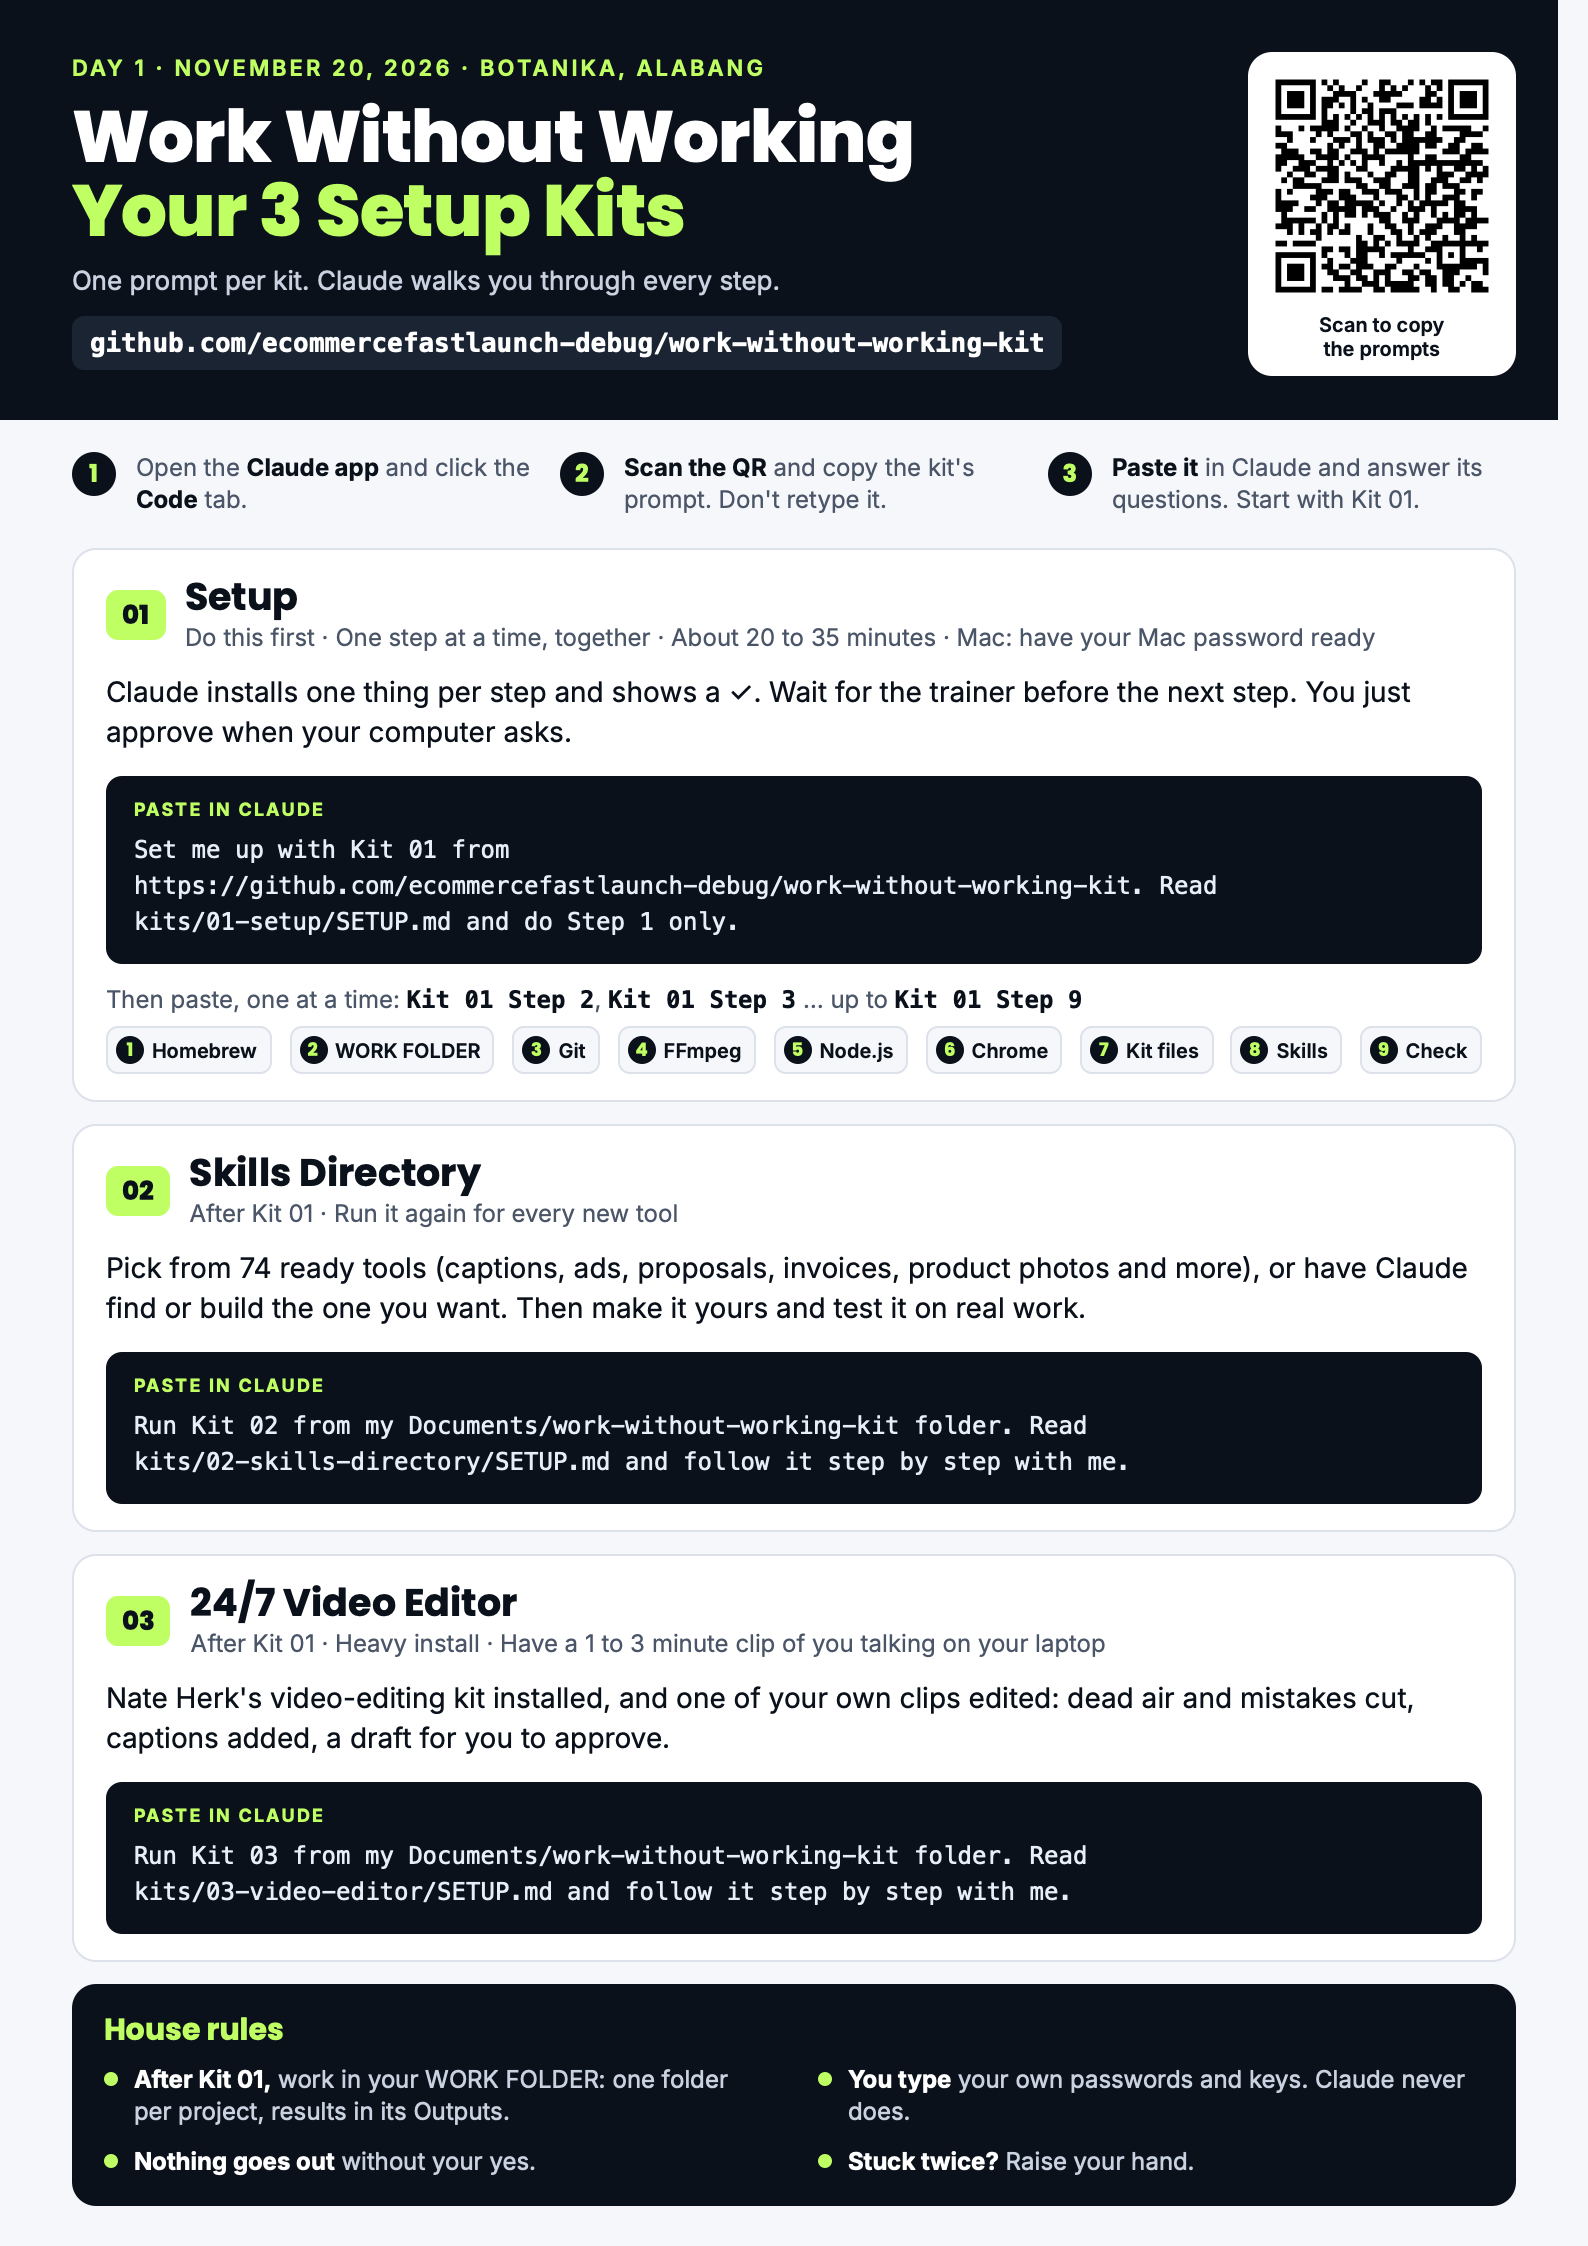 DAY 1 · NOVEMBER 20, 2026 · BOTANIKA, ALABANG
Work Without Working
Your 3 Setup Kits
One prompt per kit. Claude walks you through every step.
github.com/ecommercefastlaunch-debug/work-without-working-kit
Scan to copy
the prompts
1
Open the Claude app and click the
Code tab.
2
Scan the QR and copy the kit's
prompt. Don't retype it.
3
Paste it in Claude and answer its
questions. Start with Kit 01.
01
Setup
Do this first · One step at a time, together · About 20 to 35 minutes · Mac: have your Mac password ready
Claude installs one thing per step and shows a ✓. Wait for the trainer before the next step. You just
approve when your computer asks.
PASTE IN CLAUDE
Set me up with Kit 01 from
https://github.com/ecommercefastlaunch-debug/work-without-working-kit. Read
kits/01-setup/SETUP.md and do Step 1 only.
Then paste, one at a time: Kit 01 Step 2, Kit 01 Step 3 ... up to Kit 01 Step 9
1 Homebrew 2 WORK FOLDER 3 Git 4 FFmpeg 5 Node.js 6 Chrome 7 Kit files 8 Skills 9 Check
02
Skills Directory
After Kit 01 · Run it again for every new tool
Pick from 74 ready tools (captions, ads, proposals, invoices, product photos and more), or have Claude
find or build the one you want. Then make it yours and test it on real work.
PASTE IN CLAUDE
Run Kit 02 from my Documents/work-without-working-kit folder. Read
kits/02-skills-directory/SETUP.md and follow it step by step with me.
03
24/7 Video Editor
After Kit 01 · Heavy install · Have a 1 to 3 minute clip of you talking on your laptop
Nate Herk's video-editing kit installed, and one of your own clips edited: dead air and mistakes cut,
captions added, a draft for you to approve.
PASTE IN CLAUDE
Run Kit 03 from my Documents/work-without-working-kit folder. Read
kits/03-video-editor/SETUP.md and follow it step by step with me.
House rules
After Kit 01, work in your WORK FOLDER: one folder
per project, results in its Outputs.
You type your own passwords and keys. Claude never
does.
Nothing goes out without your yes.
Stuck twice? Raise your hand.